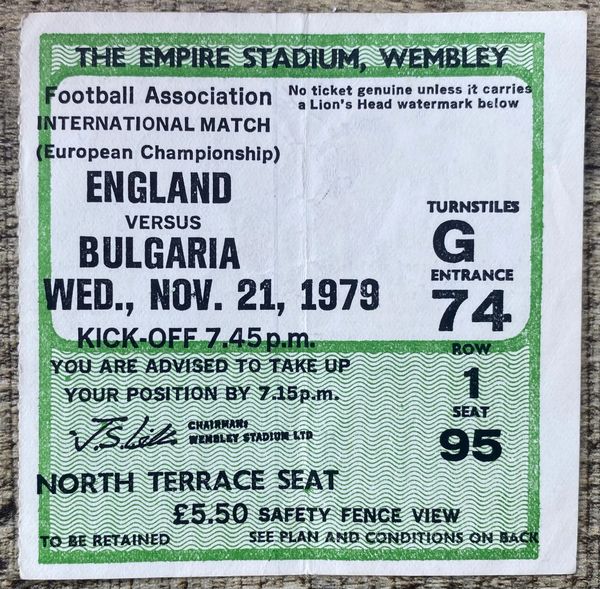 THE EMPIRE STADIUM, WEMBLEY
Football Association
No ticket genuine unless it carries
a Lion's Head watermark below
INTERNATIONAL MATCH
(European Championship)
ENGLAND
VERSUS
BULGARIA
WED., NOV. 21, 1979
KICK-OFF 7.45p.m.
TURNSTILES
G
ENTRANCE
74
ROW
1
SEAT
95
YOU ARE ADVISED TO TAKE UP
YOUR POSITION BY 7.15p.m.
CHAIRMAN:
WEMBLEY STADIUM LTD
NORTH TERRACE SEAT
£5.50 SAFETY FENCE VIEW
TO BE RETAINED
SEE PLAN AND CONDITIONS ON BACK